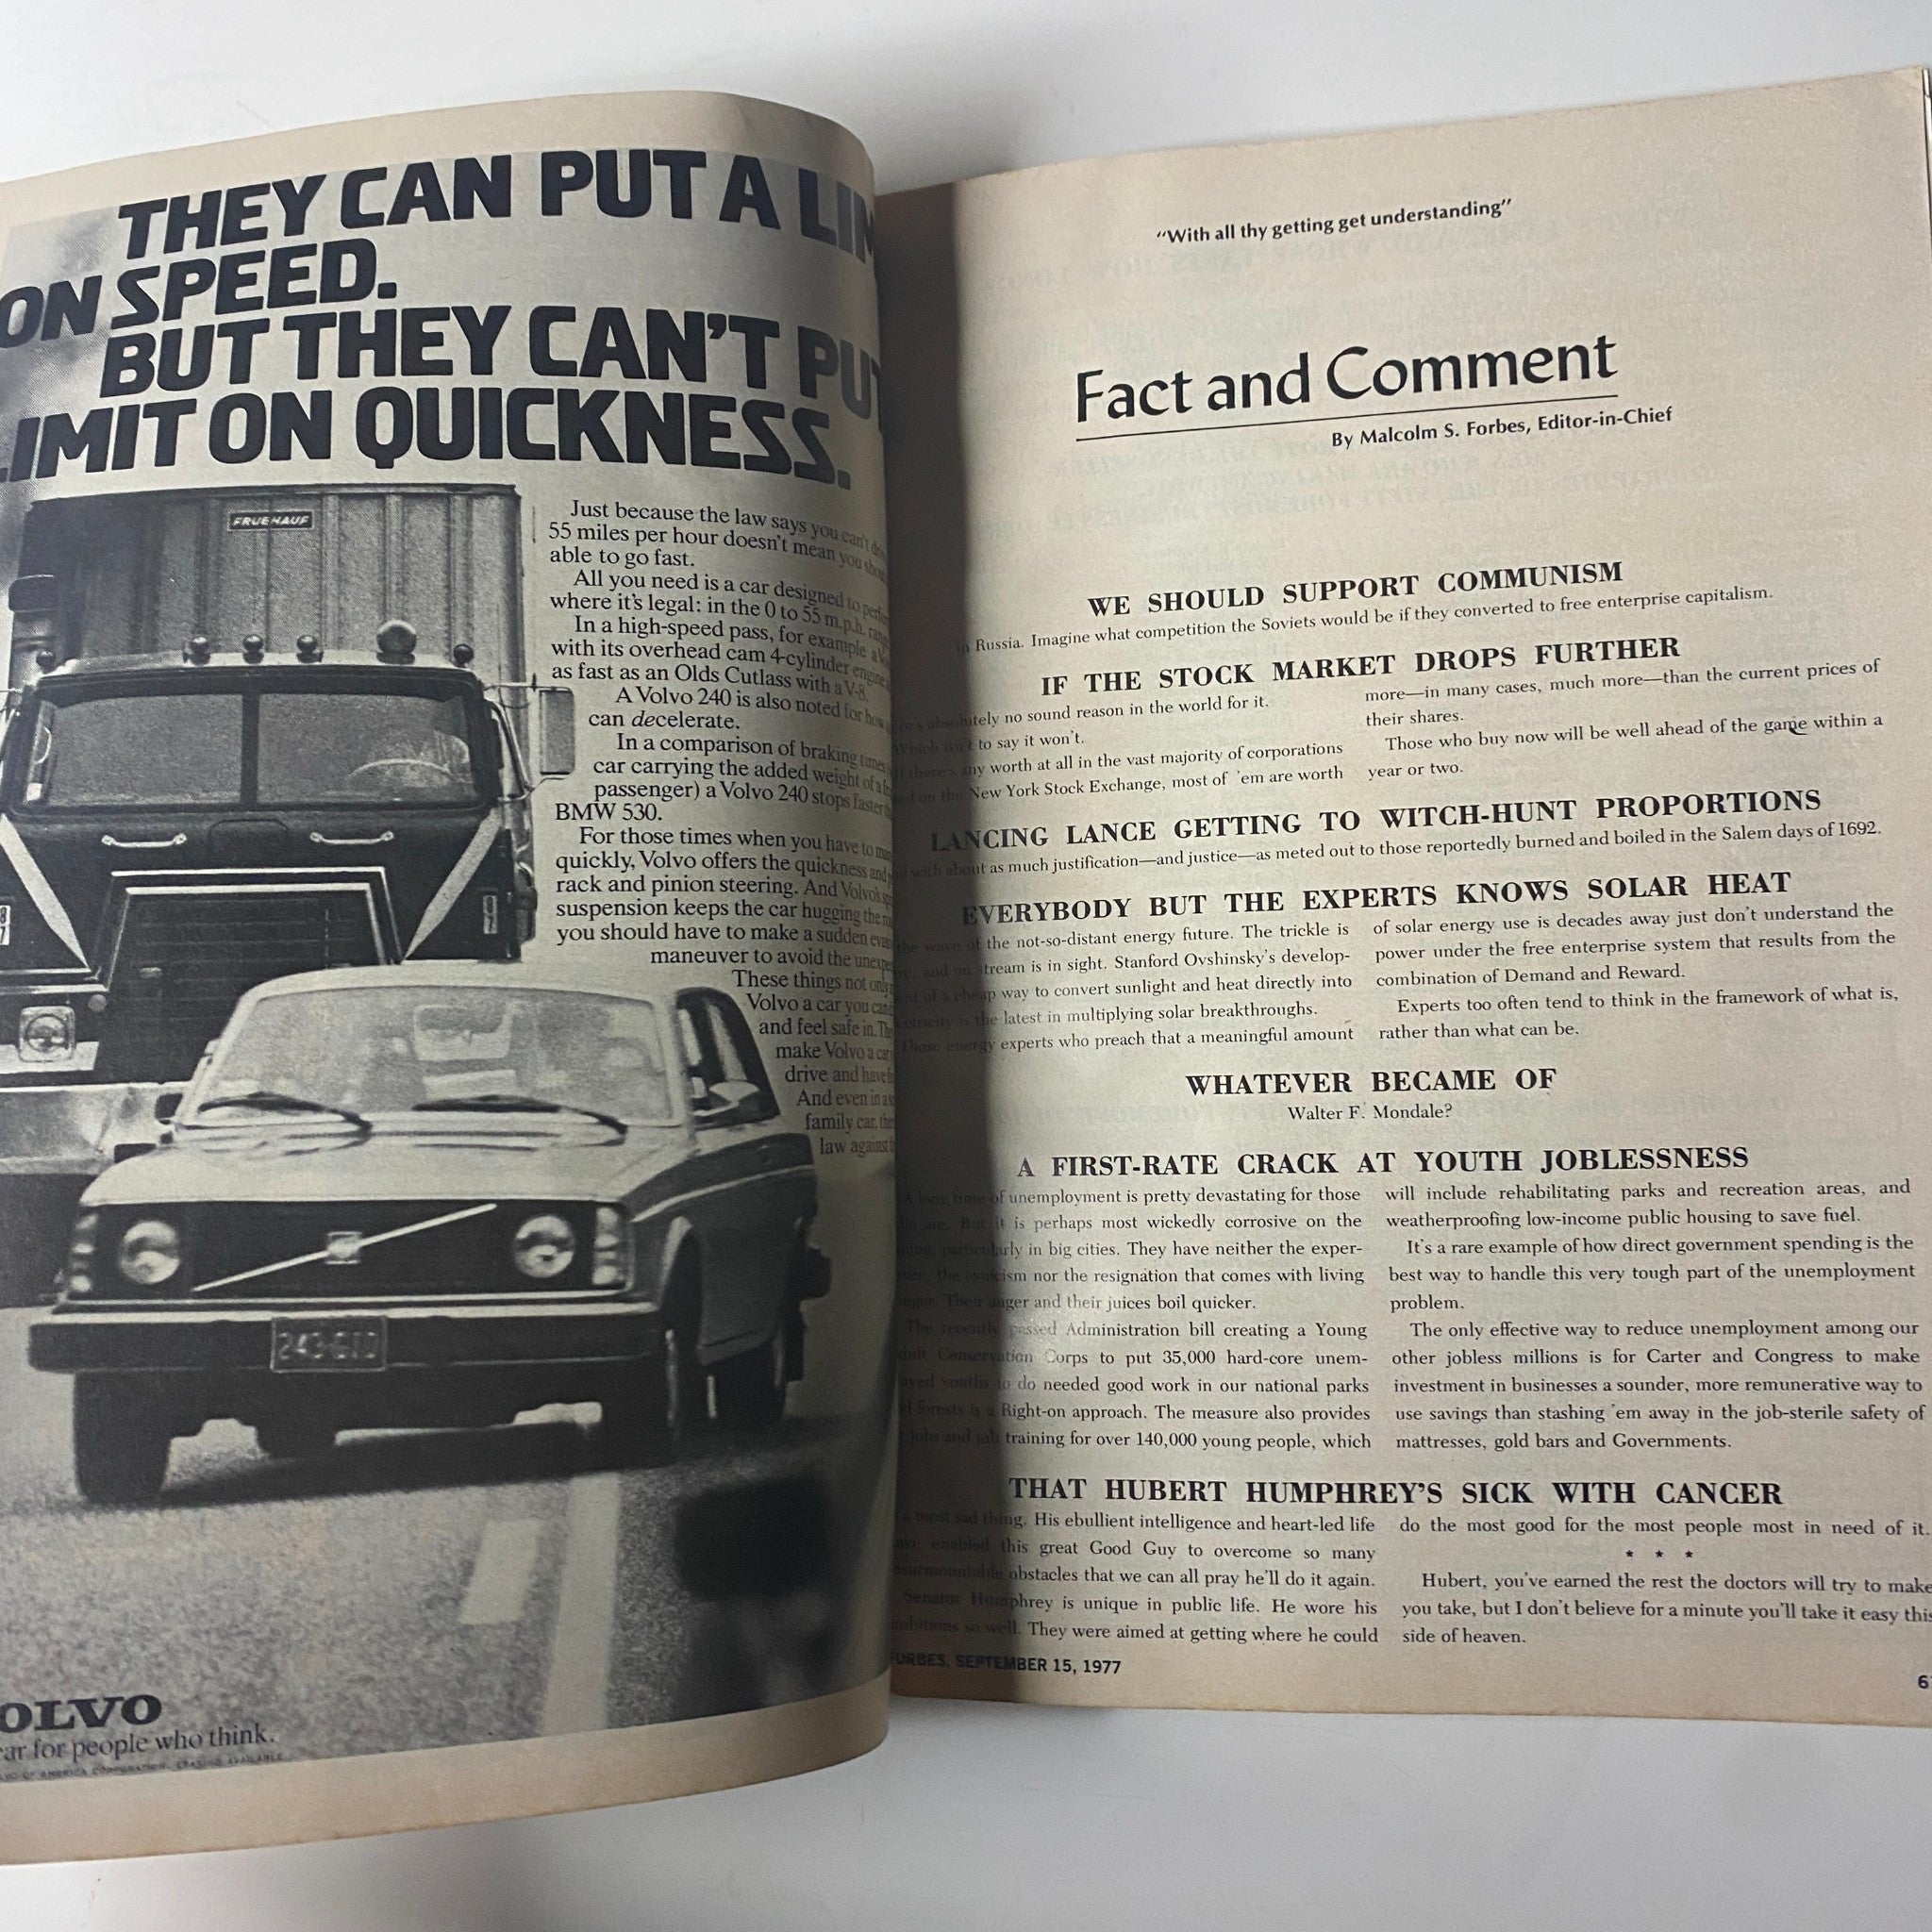 THEY CAN PUT A
ON SPEED.
BUT THEY CAN'T PUT
LIMIT ON QUICKNESS.
FRUEHAUF
Just because the law says you can't
55 miles per hour doesn't mean you
able to go fast.
All you need is a car designed to
where it's legal: in the 0 to 55 m.p.h.
In a high-speed pass, for example
with its overhead cam 4-cylinder engine
as fast as an Olds Cutlass with a V-8.
A Volvo 240 is also noted for how
can decelerate.
In a comparison of braking times
car carrying the added weight of a
passenger) a Volvo 240 stops faster
BMW 530.
For those times when you have to
quickly, Volvo offers the quickness and
rack and pinion steering. And Volvo's
suspension keeps the car hugging the
you should have to make a sudden
maneuver to avoid the
These things not only
Volvo a car you can
and feel safe in.
make Volvo a car
drive and have
And even in a
family car,
law against
for people who think.
"With all thy getting get understanding"
Fact and Comment
By Malcolm S. Forbes, Editor-in-Chief
WE SHOULD SUPPORT COMMUNISM
in Russia. Imagine what competition the Soviets would be if they converted to free enterprise capitalism.
IF THE STOCK MARKET DROPS FURTHER
absolutely no sound reason in the world for it.
Which isn't to say it won't.
If there's any worth at all in the vast majority of corporations
on the New York Stock Exchange, most of 'em are worth
more—in many cases, much more—than the current prices of
their shares.
Those who buy now will be well ahead of the game within a
year or two.
LANCING LANCE GETTING TO WITCH-HUNT PROPORTIONS
with about as much justification—and justice—as meted out to those reportedly burned and boiled in the Salem days of 1692.
EVERYBODY BUT THE EXPERTS KNOWS SOLAR HEAT
wave of the not-so-distant energy future. The trickle is
and on stream is in sight. Stanford Ovshinsky's develop-
of a cheap way to convert sunlight and heat directly into
is the latest in multiplying solar breakthroughs.
Those energy experts who preach that a meaningful amount
of solar energy use is decades away just don't understand the
power under the free enterprise system that results from the
combination of Demand and Reward.
Experts too often tend to think in the framework of what is,
rather than what can be.
WHATEVER BECAME OF
Walter F. Mondale?
A FIRST-RATE CRACK AT YOUTH JOBLESSNESS
A long time of unemployment is pretty devastating for those
But it is perhaps most wickedly corrosive on the
particularly in big cities. They have neither the exper-
the cynicism nor the resignation that comes with living
Their anger and their juices boil quicker.
The recently passed Administration bill creating a Young
Conservation Corps to put 35,000 hard-core unem-
youths to do needed good work in our national parks
forests is a Right-on approach. The measure also provides
jobs and job training for over 140,000 young people, which
will include rehabilitating parks and recreation areas, and
weatherproofing low-income public housing to save fuel.
It's a rare example of how direct government spending is the
best way to handle this very tough part of the unemployment
problem.
The only effective way to reduce unemployment among our
other jobless millions is for Carter and Congress to make
investment in businesses a sounder, more remunerative way to
use savings than stashing 'em away in the job-sterile safety of
mattresses, gold bars and Governments.
THAT HUBERT HUMPHREY'S SICK WITH CANCER
a most sad thing. His ebullient intelligence and heart-led life
enabled this great Good Guy to overcome so many
obstacles that we can all pray he'll do it again.
Senator Humphrey is unique in public life. He wore his
ambitions so well. They were aimed at getting where he could
do the most good for the most people most in need of it.
* * *
Hubert, you've earned the rest the doctors will try to make
you take, but I don't believe for a minute you'll take it easy this
side of heaven.
FORBES, SEPTEMBER 15, 1977